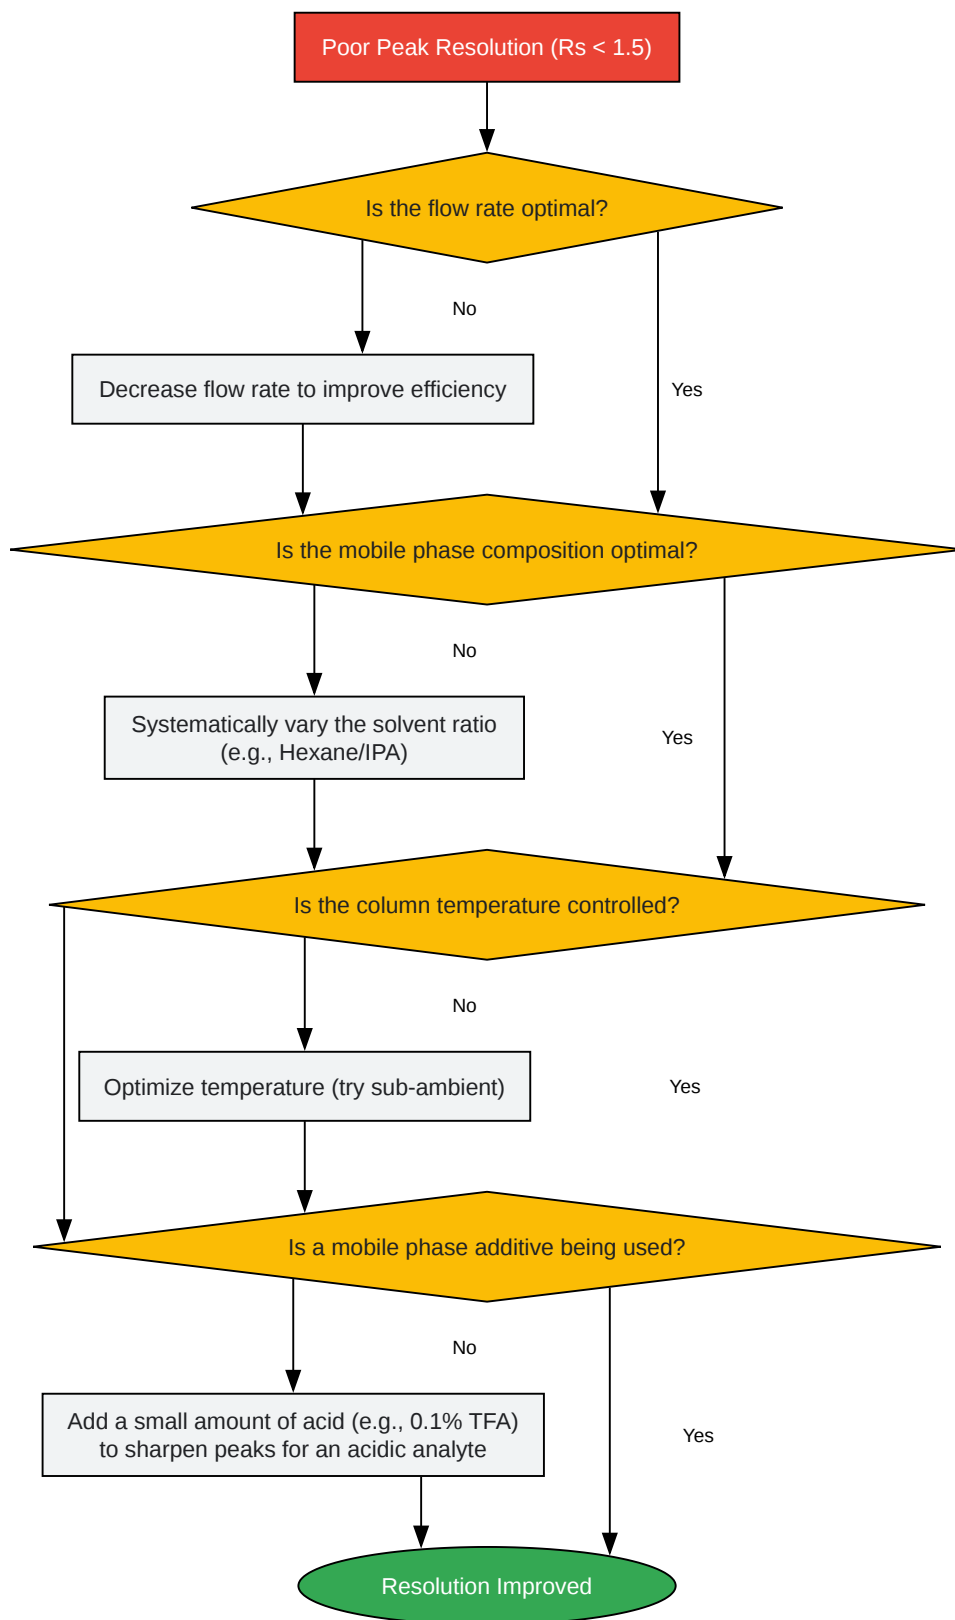 Poor Peak Resolution (Rs < 1.5)
Is the flow rate optimal?
No
Decrease flow rate to improve efficiency
Yes
Is the mobile phase composition optimal?
No
Systematically vary the solvent ratio
(e.g., Hexane/IPA)
Yes
Is the column temperature controlled?
No
Optimize temperature (try sub-ambient)
Yes
Is a mobile phase additive being used?
No
Add a small amount of acid (e.g., 0.1% TFA)
to sharpen peaks for an acidic analyte
Yes
Resolution Improved